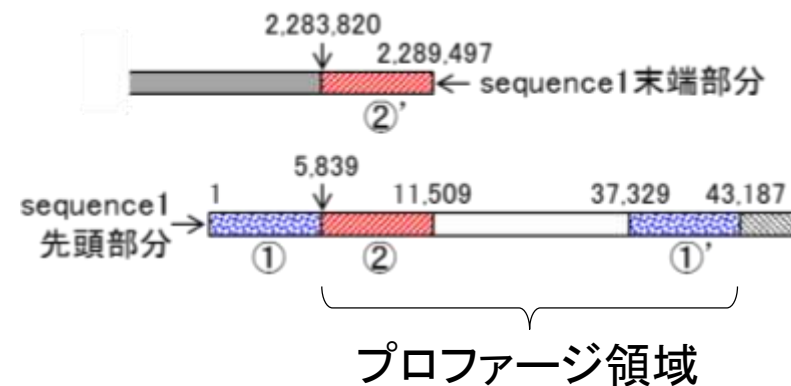 2,283,820
2,289,497
sequence1末端部分
②'
5,839
1 11,509 37,329 43,187
sequence1
先頭部分
① ② ①'
プロファージ領域